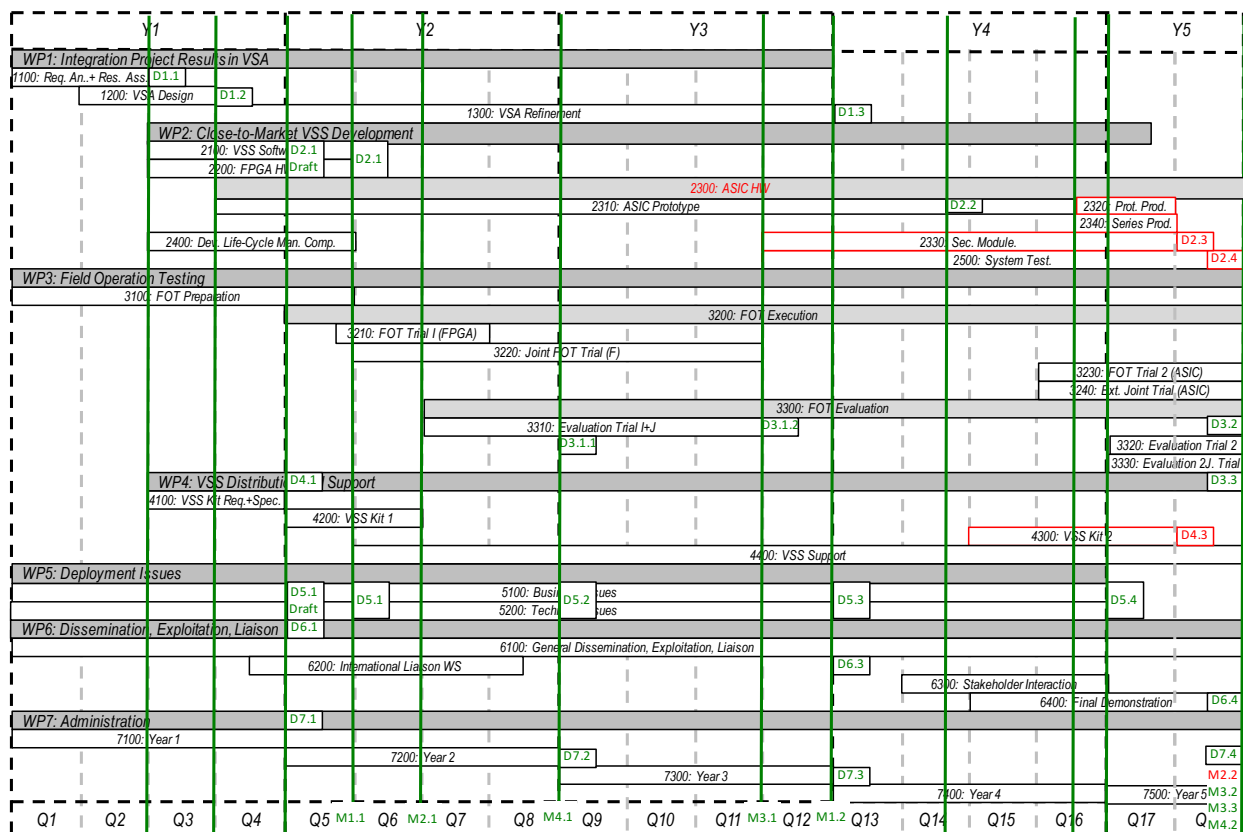 Y1 Y2 Y3 Y4 Y5
WP1: Integration Project Results in VSA
1100: Req. An..+ Res. Ass. D1.1
1200: VSA Design D1.2
1300: VSA Refinement D1.3
WP2: Close-to-Market VSS Development
2100: VSS Softw D2.1
Draft
D2.1
2200: FPGA H
2300: ASIC HW
2310: ASIC Prototype D2.2 2320: Prot. Prod.
2340: Series Prod.
2400: Dev. Life-Cycle Man. Comp. 2330: Sec. Module. D2.3
2500: System Test. D2.4
WP3: Field Operation Testing
3100: FOT Preparation
3200: FOT Execution
3210: FOT Trial I (FPGA)
3220: Joint FOT Trial (F)
3230: FOT Trial 2 (ASIC)
3240: Ext. Joint Trial (ASIC)
3300: FOT Evaluation
3310: Evaluation Trial I+J D3.1.2 D3.2
D3.1.1 3320: Evaluation Trial 2
3330: Evaluation 2J. Trial
WP4: VSS Distributi Support D4.1 D3.3
4100: VSS Kit Req.+Spec.
4200: VSS Kit 1
4300: VSS Kit 2 D4.3
4400: VSS Support
WP5: Deployment Issues
D5.1
Draft
D5.1 5100: Busi ues D5.2 D5.3 D5.4
5200: Tech ssues
WP6: Dissemination, Exploitation, Liaison D6.1
6100: General Dissemination, Exploitation, Liaison
6200: International Liaison WS D6.3
6300: Stakeholder Interaction
6400: Final Demonstration D6.4
WP7: Administration D7.1
7100: Year 1
7200: Year 2 D7.2 D7.4
7300: Year 3 D7.3 M2.2
7400: Year 4 7500: Year 5 M3.2
M3.3
Q1 Q2 Q3 Q4 Q5 M1.1 Q6 M2.1 Q7 Q8 M4.1 Q9 Q10 Q11 M3.1 Q12 M1.2 Q13 Q14 Q15 Q16 Q17 Q M4.2